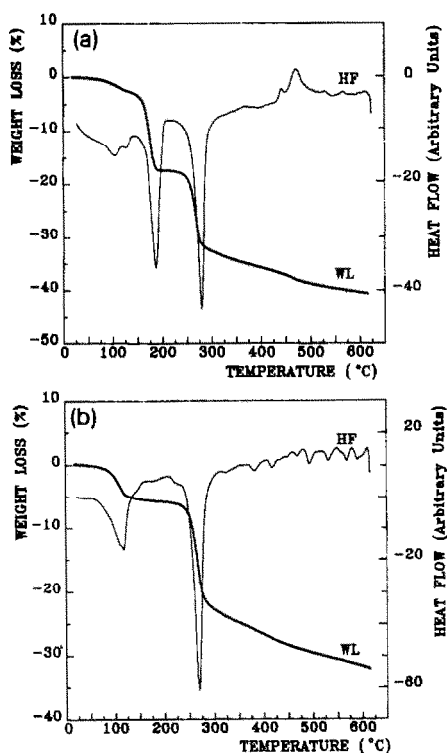 (a)
WEIGHT LOSS (%)
10
0
-10
-20
-30
-40
-50
HF
WL
0
-20
-40
HEAT FLOW (Arbitrary Units)
0 100 200 300 400 500 600
TEMPERATURE (°C)
(b)
WEIGHT LOSS (%)
10
0
-10
-20
-30
-40
HF
WL
20
-20
-60
HEAT FLOW (Arbitrary Units)
0 100 200 300 400 500 600
TEMPERATURE (°C)